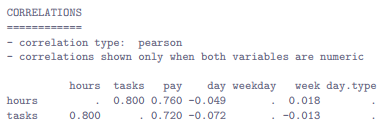 CORRELATIONS
============
- correlation type:  pearson
- correlations shown only when both variables are numeric
        hours tasks   pay    day weekday   week day.type
hours       . 0.800 0.760 -0.049       .  0.018        .
tasks   0.800     . 0.720 -0.072       . -0.013        .